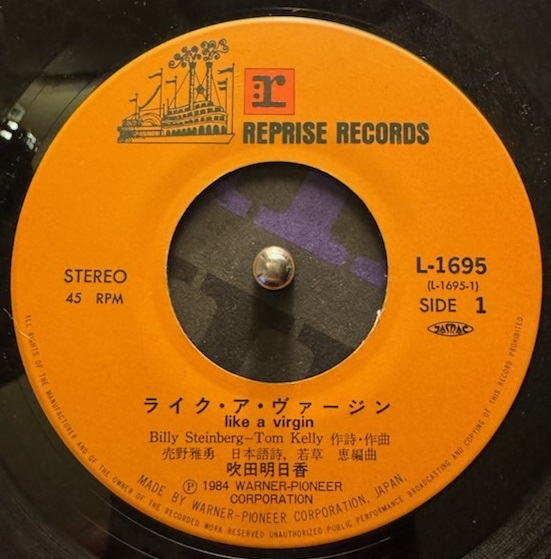 r
REPRISE RECORDS
STEREO
45 RPM
L-1695
(L-1695-1)
SIDE 1
JASRAC
ライク・ア・ヴァージン
like a virgin
Billy Steinberg–Tom Kelly 作詩・作曲
売野雅勇 日本語詩, 若草 恵編曲
吹田明日香
Ⓟ 1984 WARNER-PIONEER
CORPORATION
MADE BY WARNER-PIONEER CORPORATION, JAPAN.
ALL RIGHTS OF THE MANUFACTURER AND OF THE OWNER OF THE RECORDED WORK RESERVED UNAUTHORIZED PUBLIC PERFORMANCE BROADCASTING AND COPYING OF THIS RECORD PROHIBITED.